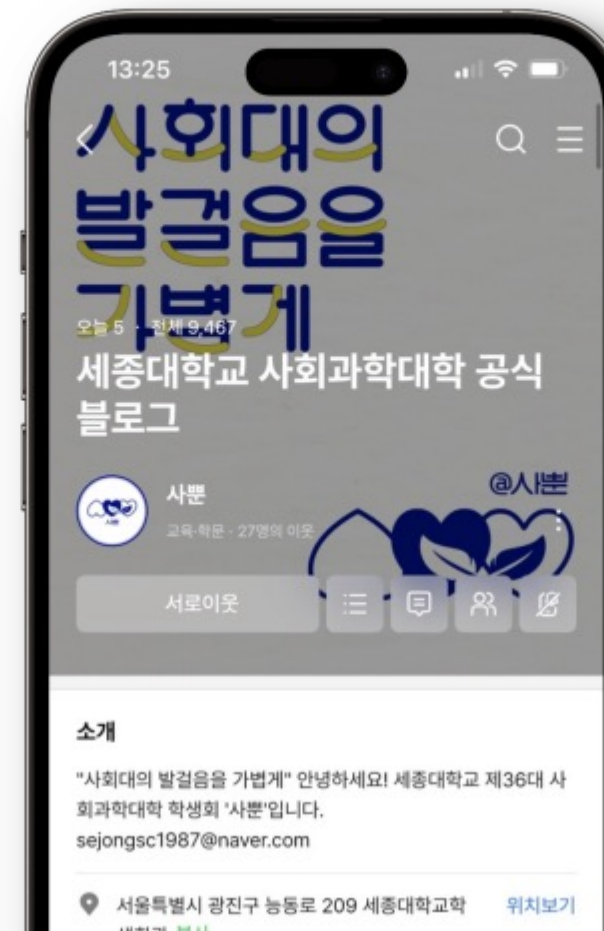 13:25
사회대의
발걸음을
가볍게
오늘 5 · 전체 9,467
세종대학교 사회과학대학 공식
블로그
@사뿐
사뿐
사뿐
교육·학문 · 27명의 이웃
서로이웃
소개
"사회대의 발걸음을 가볍게" 안녕하세요! 세종대학교 제36대 사
회과학대학 학생회 '사뿐'입니다.
sejongsc1987@naver.com
서울특별시 광진구 능동로 209 세종대학교학 위치보기